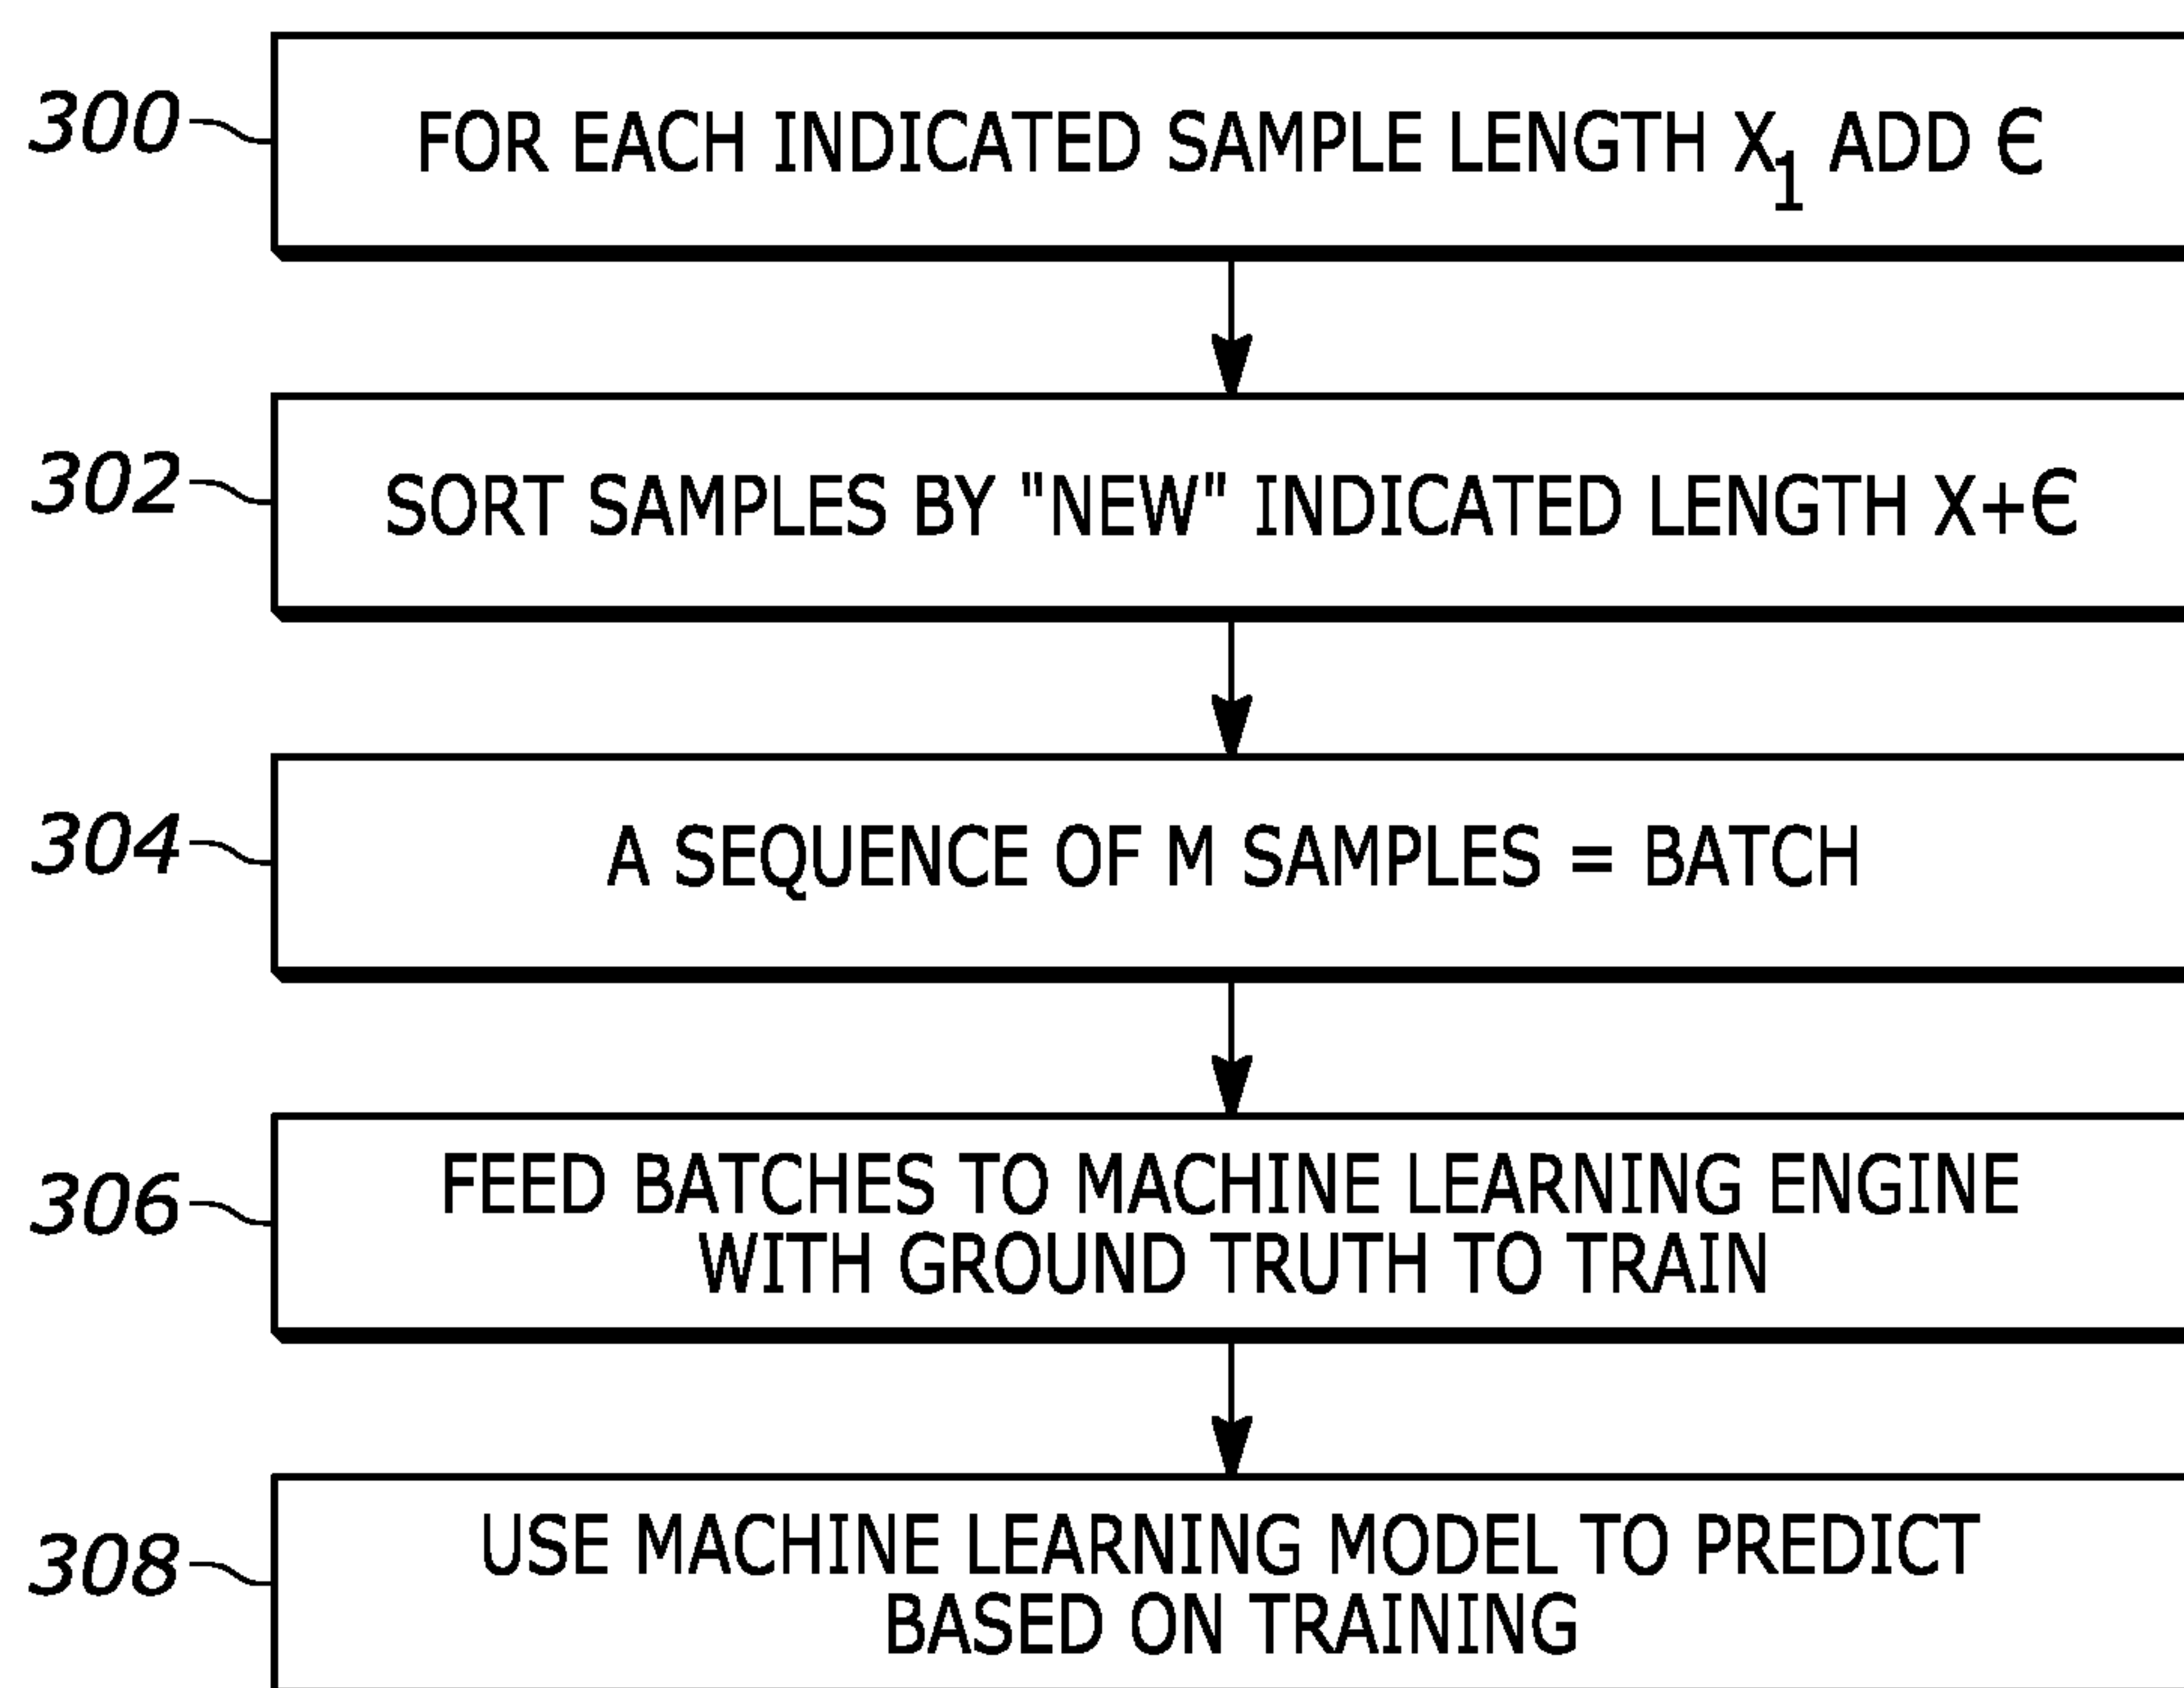 300
FOR EACH INDICATED SAMPLE LENGTH X₁ ADD ϵ
302
SORT SAMPLES BY "NEW" INDICATED LENGTH X+ϵ
304
A SEQUENCE OF M SAMPLES = BATCH
306
FEED BATCHES TO MACHINE LEARNING ENGINE
WITH GROUND TRUTH TO TRAIN
308
USE MACHINE LEARNING MODEL TO PREDICT
BASED ON TRAINING